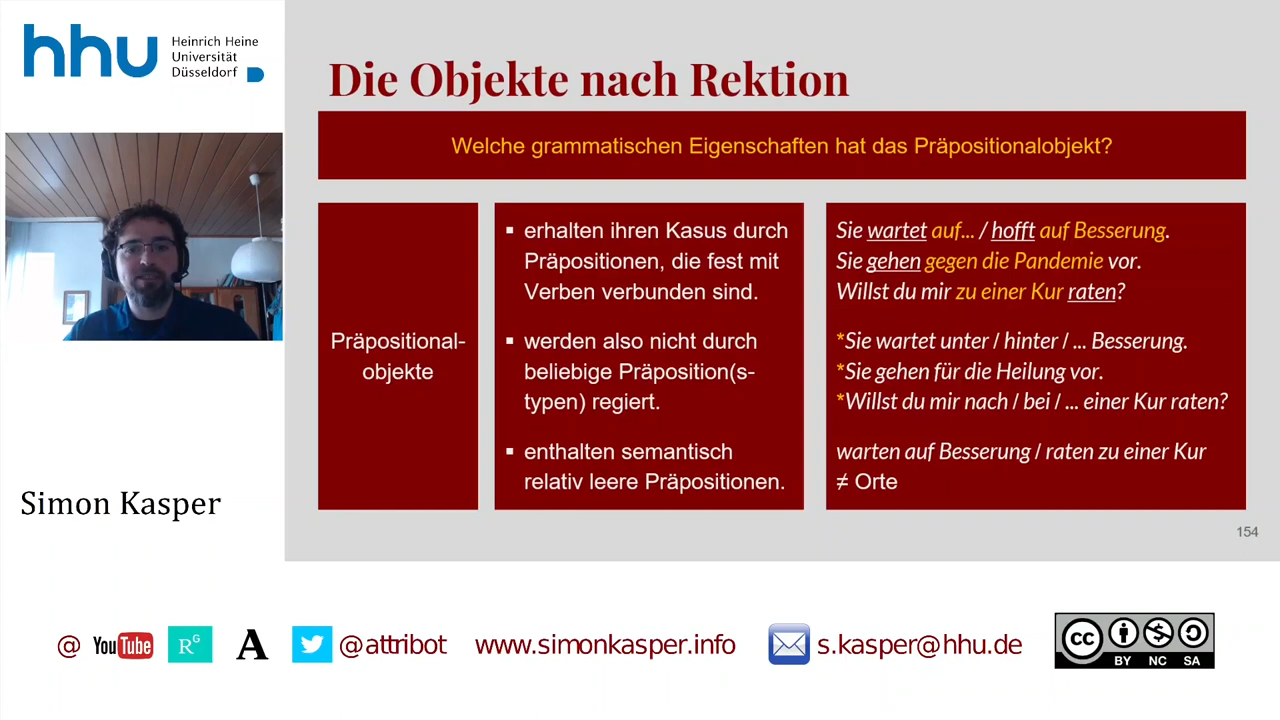 hhu
Heinrich Heine
Universität
Düsseldorf
Die Objekte nach Rektion
Welche grammatischen Eigenschaften hat das Präpositionalobjekt?
Präpositional-
objekte
▪ erhalten ihren Kasus durch
Präpositionen, die fest mit
Verben verbunden sind.
▪ werden also nicht durch
beliebige Präposition(s-
typen) regiert.
▪ enthalten semantisch
relativ leere Präpositionen.
Sie wartet auf... / hofft auf Besserung.
Sie gehen gegen die Pandemie vor.
Willst du mir zu einer Kur raten?
*Sie wartet unter / hinter / ... Besserung.
*Sie gehen für die Heilung vor.
*Willst du mir nach / bei / ... einer Kur raten?
warten auf Besserung / raten zu einer Kur
≠ Orte
154
Simon Kasper
@ YouTube RG A @attribot www.simonkasper.info s.kasper@hhu.de
cc BY NC SA